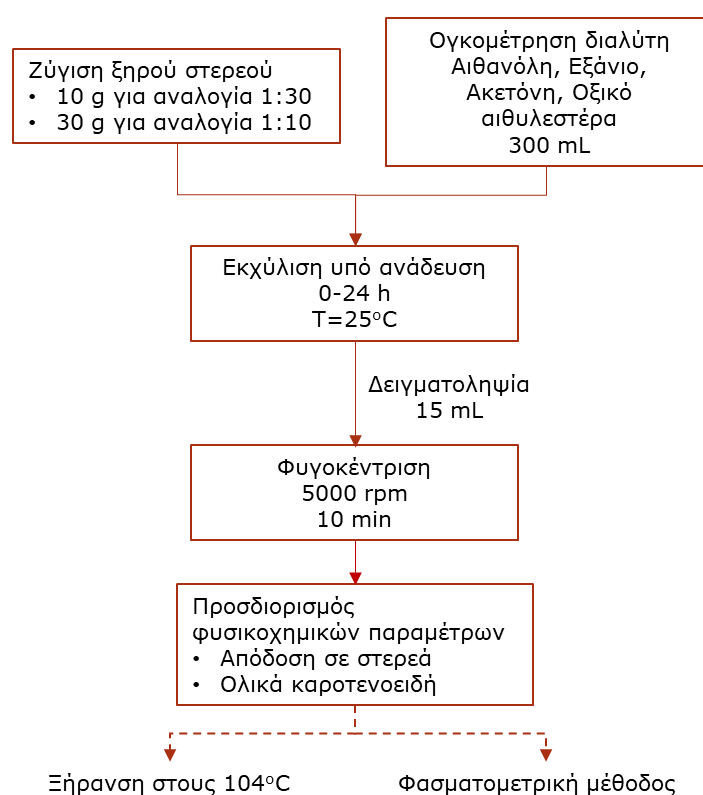 Ζύγιση ξηρού στερεού
• 10 g για αναλογία 1:30
• 30 g για αναλογία 1:10
Ογκομέτρηση διαλύτη
Αιθανόλη, Εξάνιο,
Ακετόνη, Οξικό
αιθυλεστέρα
300 mL
Εκχύλιση υπό ανάδευση
0-24 h
T=25°C
Δειγματοληψία
15 mL
Φυγοκέντριση
5000 rpm
10 min
Προσδιορισμός
φυσικοχημικών παραμέτρων
• Απόδοση σε στερεά
• Ολικά καροτενοειδή
Ξήρανση στους 104°C
Φασματομετρική μέθοδος